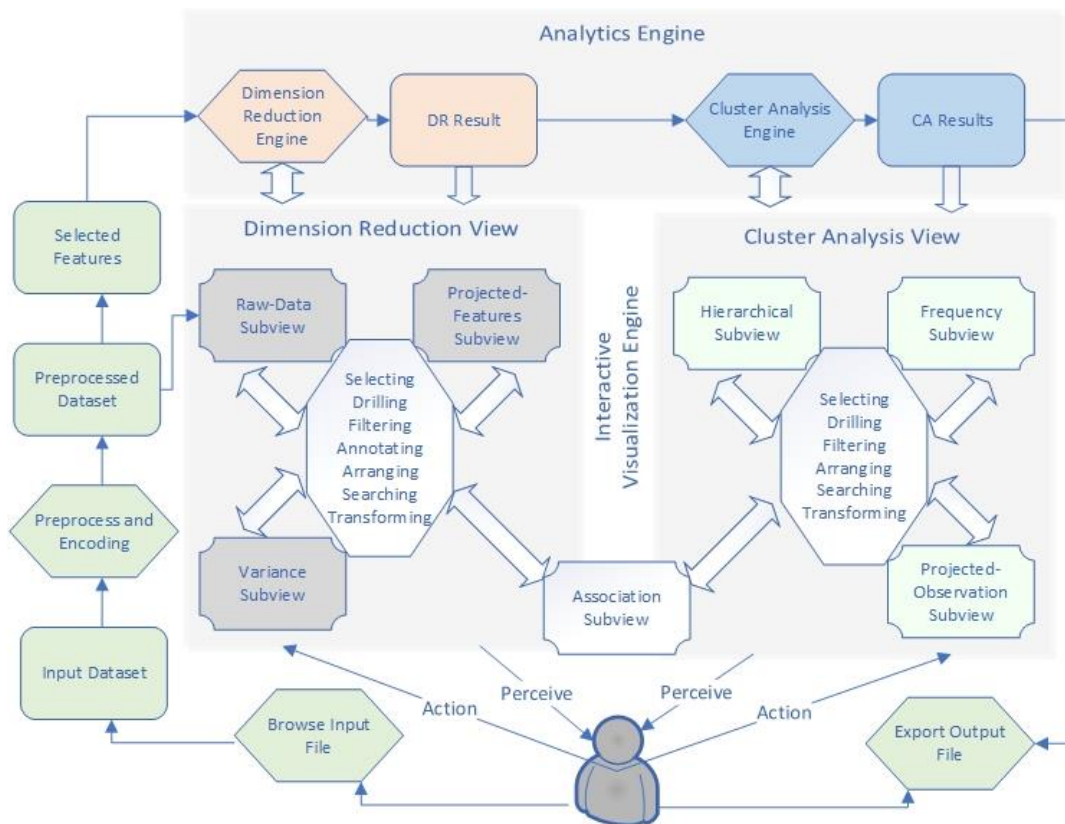 Analytics Engine
Dimension
Reduction
Engine
DR Result
Cluster Analysis
Engine
CA Results
Selected
Features
Preprocessed
Dataset
Preprocess and
Encoding
Input Dataset
Dimension Reduction View
Raw-Data
Subview
Projected-
Features
Subview
Selecting
Drilling
Filtering
Annotating
Arranging
Searching
Transforming
Variance
Subview
Interactive
Visualization Engine
Association
Subview
Cluster Analysis View
Hierarchical
Subview
Frequency
Subview
Selecting
Drilling
Filtering
Arranging
Searching
Transforming
Projected-
Observation
Subview
Action
Perceive
Perceive
Action
Browse Input
File
Export Output
File